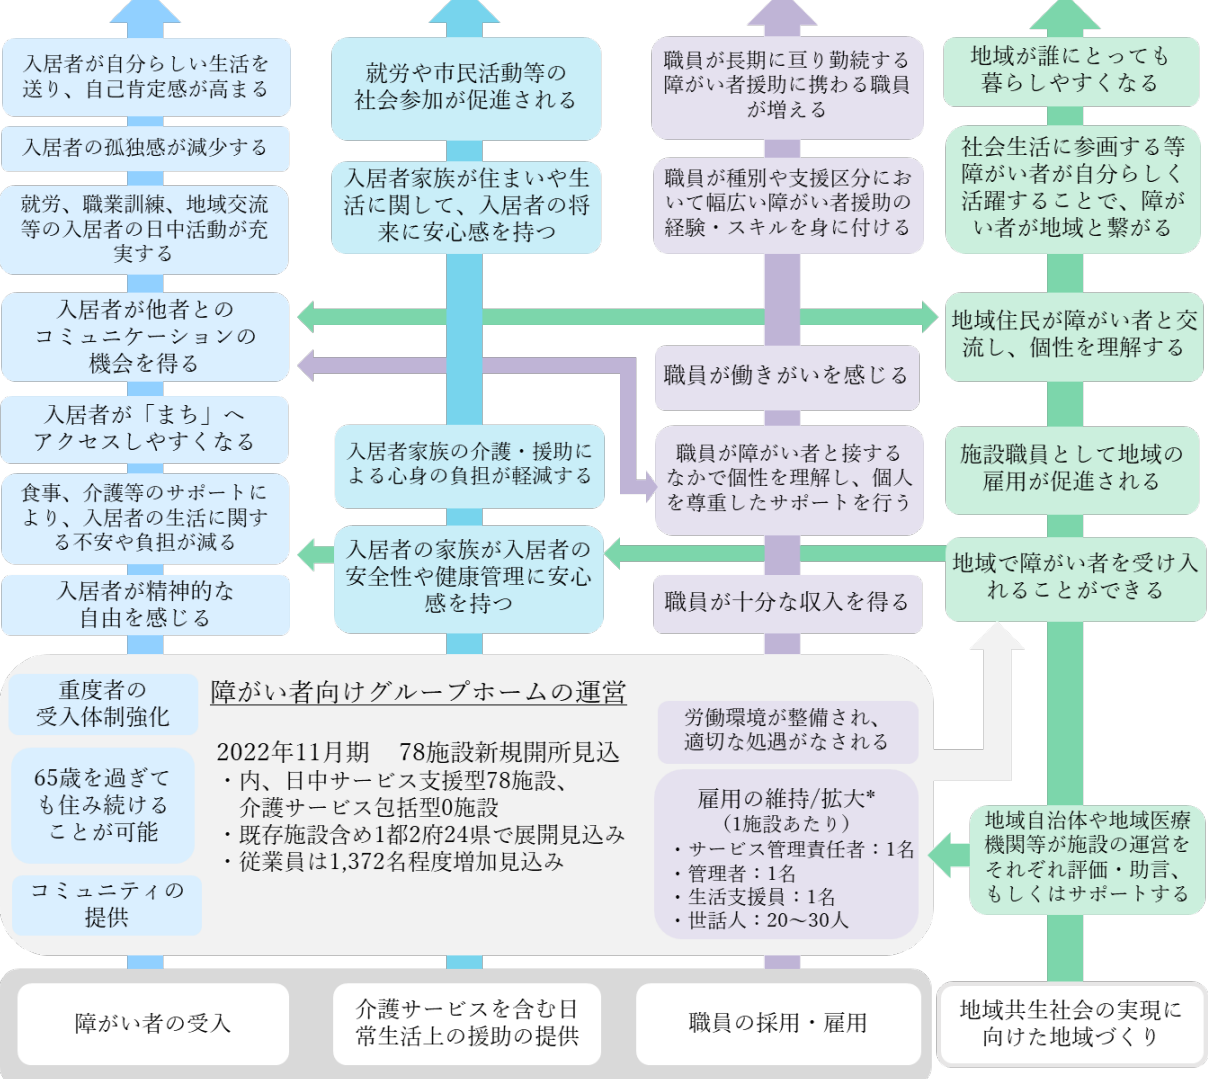 入居者が自分らしい生活を
送り、自己肯定感が高まる
入居者の孤独感が減少する
就労、職業訓練、地域交流
等の入居者の日中活動が充
実する
入居者が他者との
コミュニケーションの
機会を得る
入居者が「まち」へ
アクセスしやすくなる
食事、介護等のサポートに
より、入居者の生活に関す
る不安や負担が減る
入居者が精神的な
自由を感じる
就労や市民活動等の
社会参加が促進される
入居者家族が住まいや生
活に関して、入居者の将
来に安心感を持つ
入居者家族の介護・援助に
よる心身の負担が軽減する
入居者の家族が入居者の
安全性や健康管理に安心
感を持つ
職員が長期に亘り勤続する
障がい者援助に携わる職員
が増える
職員が種別や支援区分にお
いて幅広い障がい者援助の
経験・スキルを身に付ける
職員が働きがいを感じる
職員が障がい者と接する
なかで個性を理解し、個人
を尊重したサポートを行う
職員が十分な収入を得る
地域が誰にとっても
暮らしやすくなる
社会生活に参画する等
障がい者が自分らしく
活躍することで、障が
い者が地域と繋がる
地域住民が障がい者と交
流し、個性を理解する
施設職員として地域の
雇用が促進される
地域で障がい者を受け入
れることができる
重度者の
受入体制強化
65歳を過ぎて
も住み続ける
ことが可能
コミュニティの
提供
障がい者向けグループホームの運営
2022年11月期　78施設新規開所見込
・内、日中サービス支援型78施設、
介護サービス包括型0施設
・既存施設含め1都2府24県で展開見込み
・従業員は1,372名程度増加見込み
労働環境が整備され、
適切な処遇がなされる
雇用の維持/拡大*
（1施設あたり）
・サービス管理責任者：1名
・管理者：1名
・生活支援員：1名
・世話人：20〜30人
地域自治体や地域医療
機関等が施設の運営を
それぞれ評価・助言、
もしくはサポートする
障がい者の受入
介護サービスを含む日
常生活上の援助の提供
職員の採用・雇用
地域共生社会の実現に
向けた地域づくり